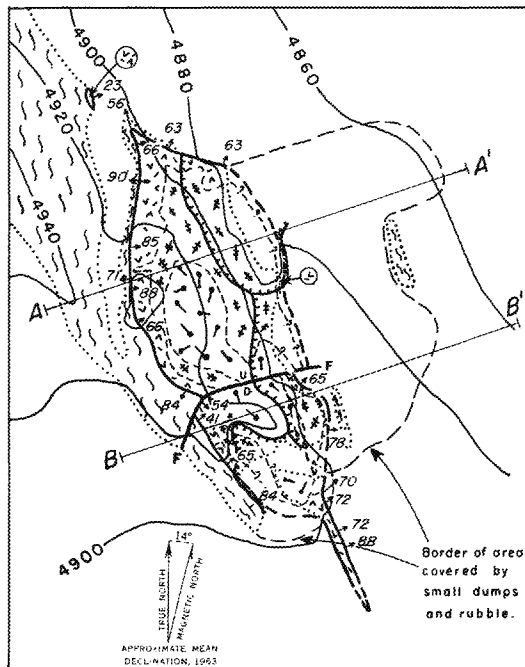 4900
4880
4860
4920
4940
23
56
66
63
63
90
A'
85
71
88
A
66
B'
U
D
F
65
84
54
41
B
F
65
78
84
70
72
72
88
4900
14°
TRUE NORTH
MAGNETIC NORTH
APPROXIMATE MEAN
DECLINATION, 1963
Border of area
covered by
small dumps
and rubble.